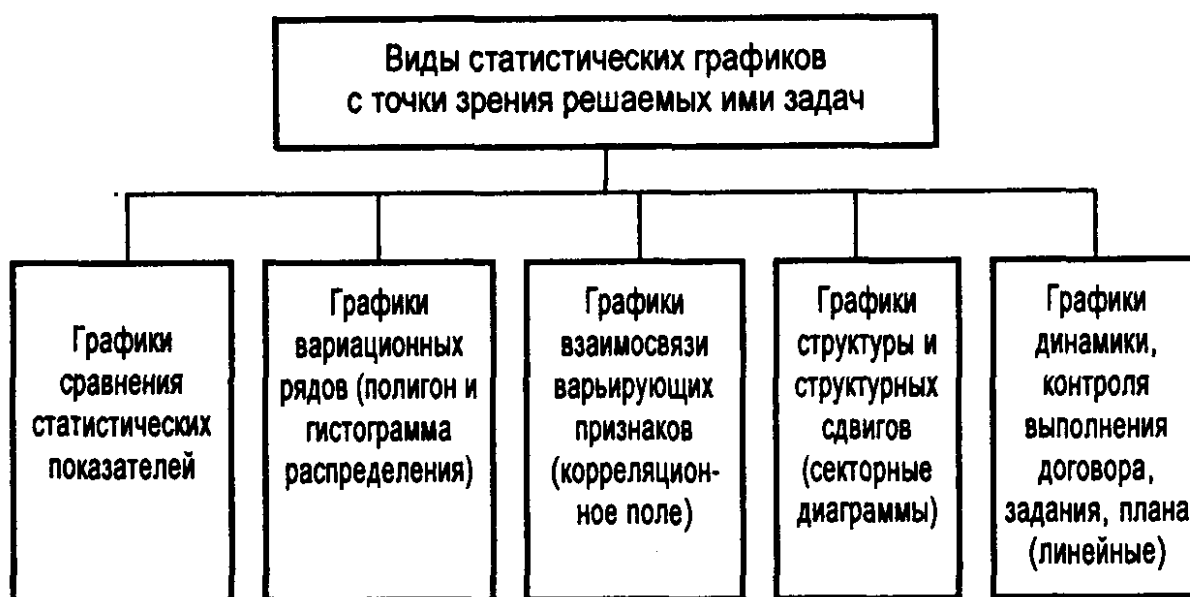 Виды статистических графиков
с точки зрения решаемых ими задач
Графики
сравнения
статистических
показателей
Графики
вариационных
рядов (полигон и
гистограмма
распределения)
Графики
взаимосвязи
варьирующих
признаков
(корреляцион-
ное поле)
Графики
структуры и
структурных
сдвигов
(секторные
диаграммы)
Графики
динамики,
контроля
выполнения
договора,
задания, плана
(линейные)